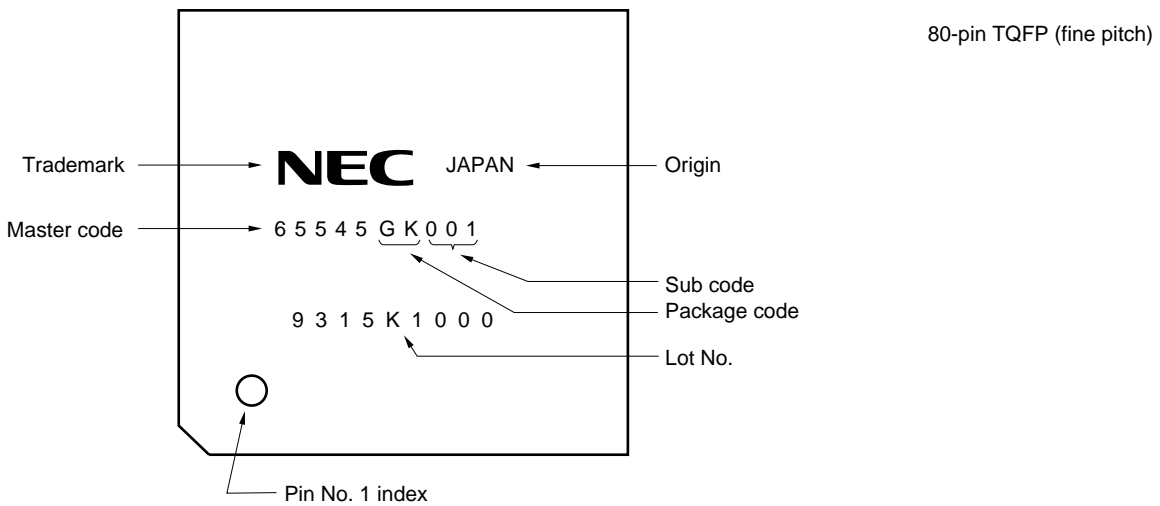 80-pin TQFP (fine pitch)
Trademark NEC JAPAN Origin
Master code 6 5 5 4 5 G K 0 0 1
Sub code
Package code
9 3 1 5 K 1 0 0 0
Lot No.
Pin No. 1 index